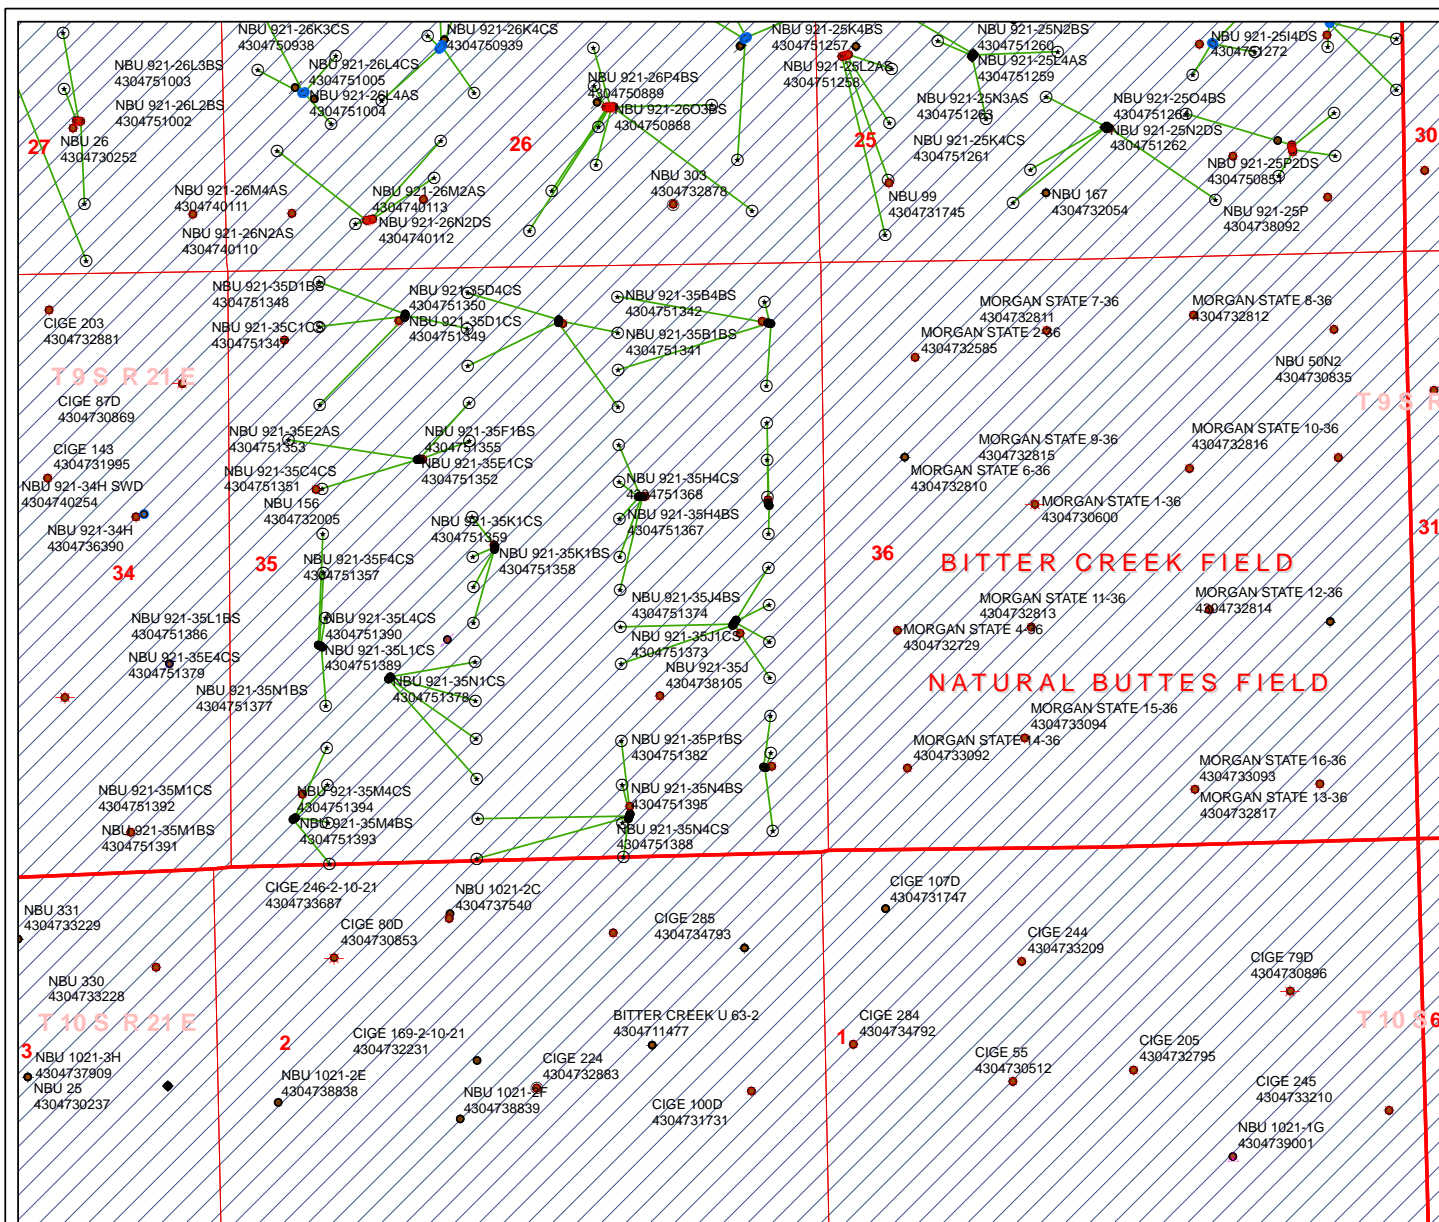 NBU 921-26K3CS
4304750938
NBU 921-26K4CS
4304750939
NBU 921-25K4BS
4304751257
NBU 921-25N2BS
4304751260
NBU 921-25I4DS
4304751272
NBU 921-26L3BS
4304751003
NBU 921-26L4CS
4304751005
NBU 921-26P4BS
4304750889
NBU 921-25L2AS
4304751258
NBU 921-25L4AS
4304751259
NBU 921-26L2BS
4304751002
NBU 921-26L4AS
4304751004
NBU 921-26O3BS
4304750888
NBU 921-25N3AS
4304751263
NBU 921-25O4BS
4304751264
NBU 26
4304730252
NBU 921-25K4CS
4304751261
NBU 921-25N2DS
4304751262
27
26
25
30
NBU 921-25P2DS
4304750851
NBU 921-26M4AS
4304740111
NBU 921-26M2AS
4304740113
NBU 303
4304732878
NBU 99
4304731745
NBU 167
4304732054
NBU 921-25P
4304738092
NBU 921-26N2AS
4304740110
NBU 921-26N2DS
4304740112
NBU 921-35D1BS
4304751348
NBU 921-35D4CS
4304751350
NBU 921-35B4BS
4304751342
MORGAN STATE 7-36
4304732811
MORGAN STATE 8-36
4304732812
CIGE 203
4304732881
NBU 921-35C1CS
4304751347
NBU 921-35D1CS
4304751349
NBU 921-35B1BS
4304751341
MORGAN STATE 2-36
4304732585
T 9 S R 21 E
NBU 50N2
4304730835
T 9 S R
CIGE 87D
4304730869
NBU 921-35E2AS
4304751353
NBU 921-35F1BS
4304751355
MORGAN STATE 9-36
4304732815
MORGAN STATE 10-36
4304732816
CIGE 143
4304731995
NBU 921-35C4CS
4304751351
NBU 921-35E1CS
4304751352
NBU 921-35H4CS
4304751368
MORGAN STATE 6-36
4304732810
NBU 921-34H SWD
4304740254
NBU 156
4304732005
NBU 921-35H4BS
4304751367
MORGAN STATE 1-36
4304730600
NBU 921-34H
4304736390
NBU 921-35K1CS
4304751359
31
NBU 921-35K1BS
4304751358
34
35
36
BITTER CREEK FIELD
NBU 921-35F4CS
4304751357
NBU 921-35J4BS
4304751374
MORGAN STATE 11-36
4304732813
MORGAN STATE 12-36
4304732814
NBU 921-35L1BS
4304751386
NBU 921-35L4CS
4304751390
NBU 921-35J1CS
4304751373
MORGAN STATE 4-36
4304732729
NBU 921-35E4CS
4304751379
NBU 921-35L1CS
4304751389
NBU 921-35J
4304738105
NATURAL BUTTES FIELD
NBU 921-35N1BS
4304751377
NBU 921-35N1CS
4304751378
MORGAN STATE 15-36
4304733094
NBU 921-35P1BS
4304751382
MORGAN STATE 14-36
4304733092
MORGAN STATE 16-36
4304733093
NBU 921-35M1CS
4304751392
NBU 921-35M4CS
4304751394
NBU 921-35N4BS
4304751395
MORGAN STATE 13-36
4304732817
NBU 921-35M1BS
4304751391
NBU 921-35M4BS
4304751393
NBU 921-35N4CS
4304751388
CIGE 246-2-10-21
4304733687
NBU 1021-2C
4304737540
CIGE 107D
4304731747
NBU 331
4304733229
CIGE 80D
4304730853
CIGE 285
4304734793
CIGE 244
4304733209
CIGE 79D
4304730896
NBU 330
4304733228
T 10 S R 21 E
CIGE 169-2-10-21
4304732231
BITTER CREEK U 63-2
4304711477
CIGE 284
4304734792
T 10 S
6
3
2
1
NBU 1021-3H
4304737909
CIGE 224
4304732883
CIGE 55
4304730512
CIGE 205
4304732795
NBU 25
4304730237
NBU 1021-2E
4304738838
NBU 1021-2F
4304738839
CIGE 100D
4304731731
CIGE 245
4304733210
NBU 1021-1G
4304739001